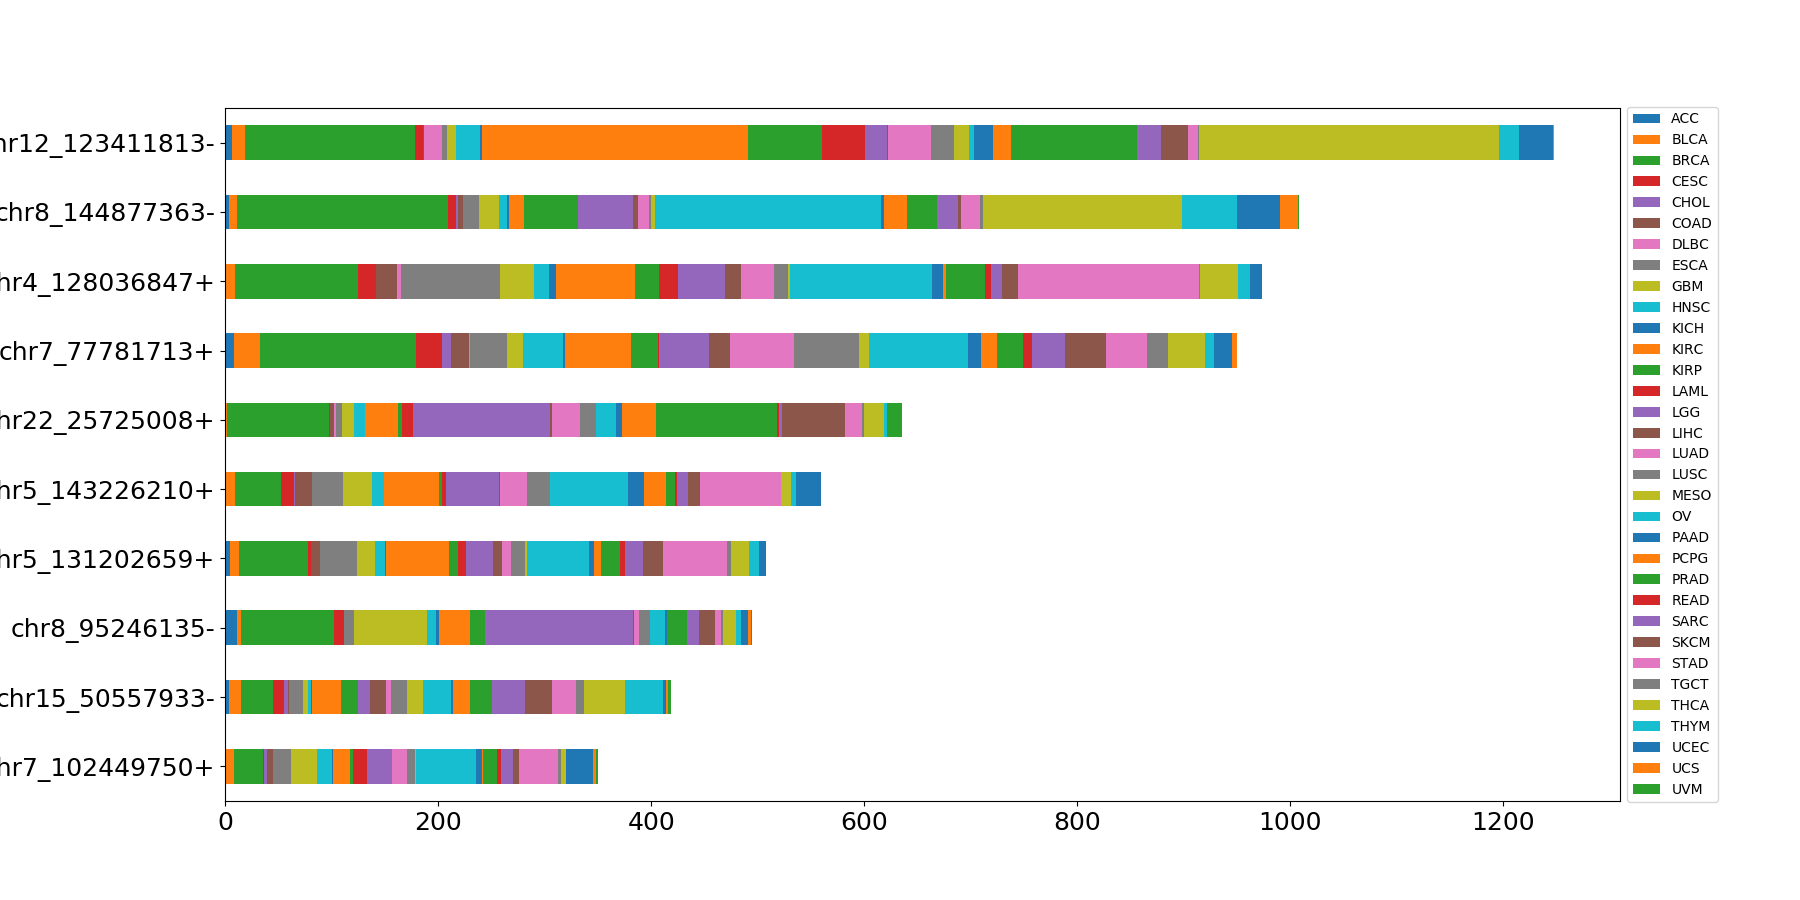 hr12_123411813-
chr8_144877363-
hr4_128036847+
chr7_77781713+
hr22_25725008+
hr5_143226210+
hr5_131202659+
chr8_95246135-
chr15_50557933-
hr7_102449750+
0 200 400 600 800 1000 1200
ACC
BLCA
BRCA
CESC
CHOL
COAD
DLBC
ESCA
GBM
HNSC
KICH
KIRC
KIRP
LAML
LGG
LIHC
LUAD
LUSC
MESO
OV
PAAD
PCPG
PRAD
READ
SARC
SKCM
STAD
TGCT
THCA
THYM
UCEC
UCS
UVM